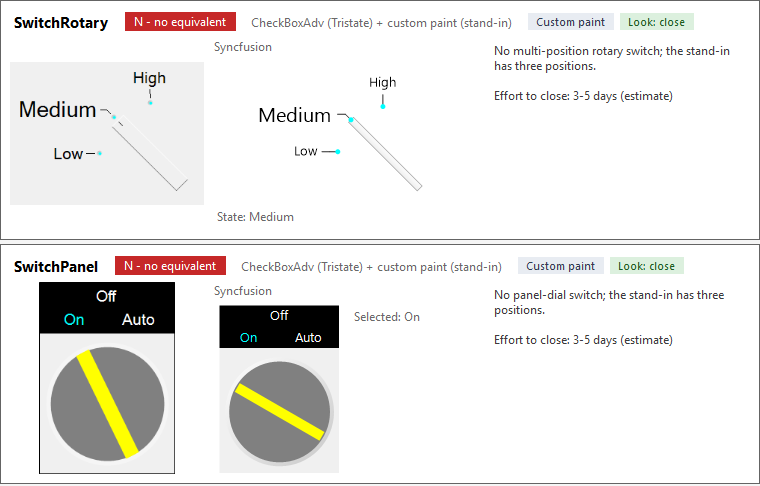 SwitchRotary N - no equivalent CheckBoxAdv (Tristate) + custom paint (stand-in) Custom paint Look: close
Syncfusion
No multi-position rotary switch; the stand-in
has three positions.
Effort to close: 3-5 days (estimate)
High
Medium
Low
High
Medium
Low
State: Medium
SwitchPanel N - no equivalent CheckBoxAdv (Tristate) + custom paint (stand-in) Custom paint Look: close
Off
On Auto
Syncfusion
Off
On Auto
Selected: On
No panel-dial switch; the stand-in has three
positions.
Effort to close: 3-5 days (estimate)